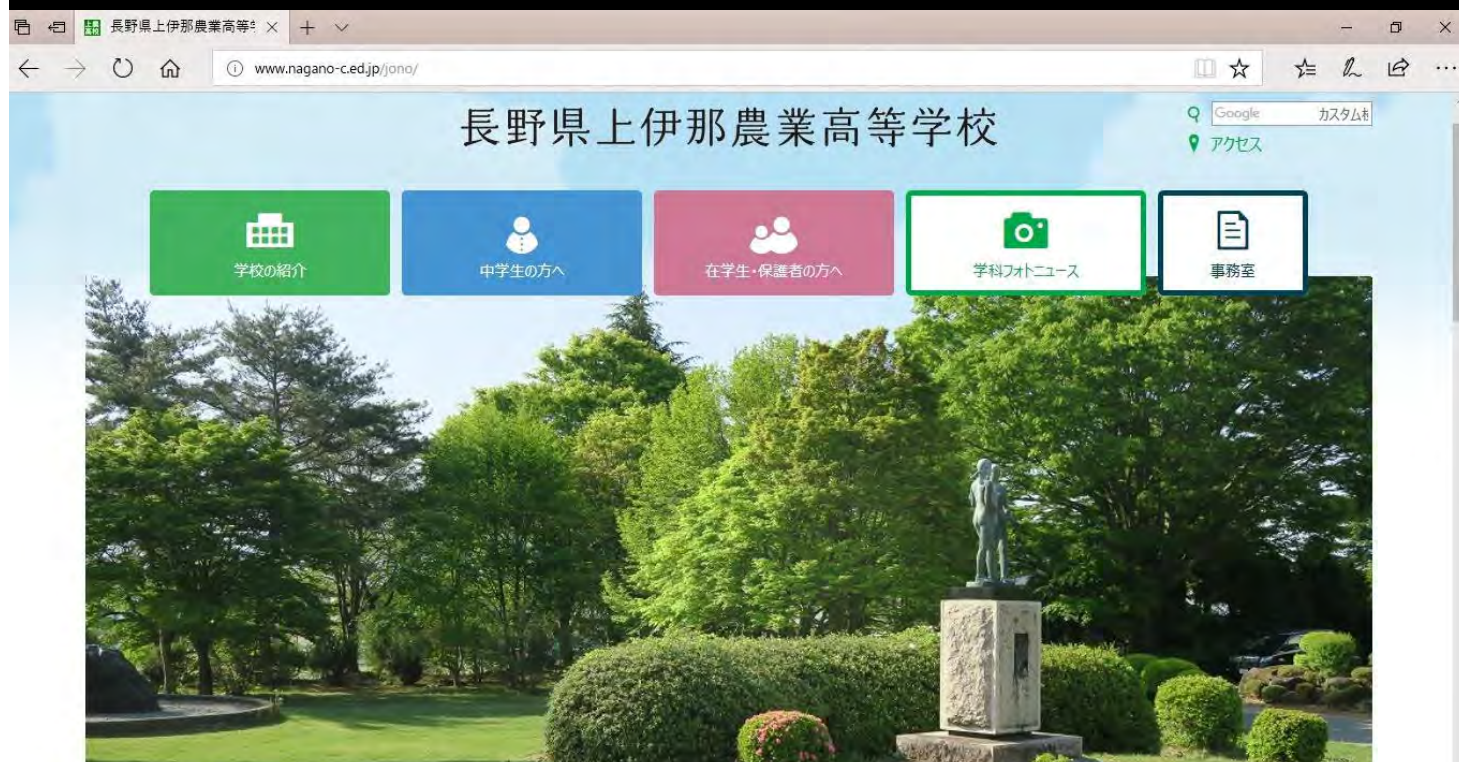 長野県上伊那農業高等学
www.nagano-c.ed.jp/jono/
長野県上伊那農業高等学校
Google カスタム検
アクセス
学校の紹介
中学生の方へ
在学生・保護者の方へ
学科フォトニュース
事務室